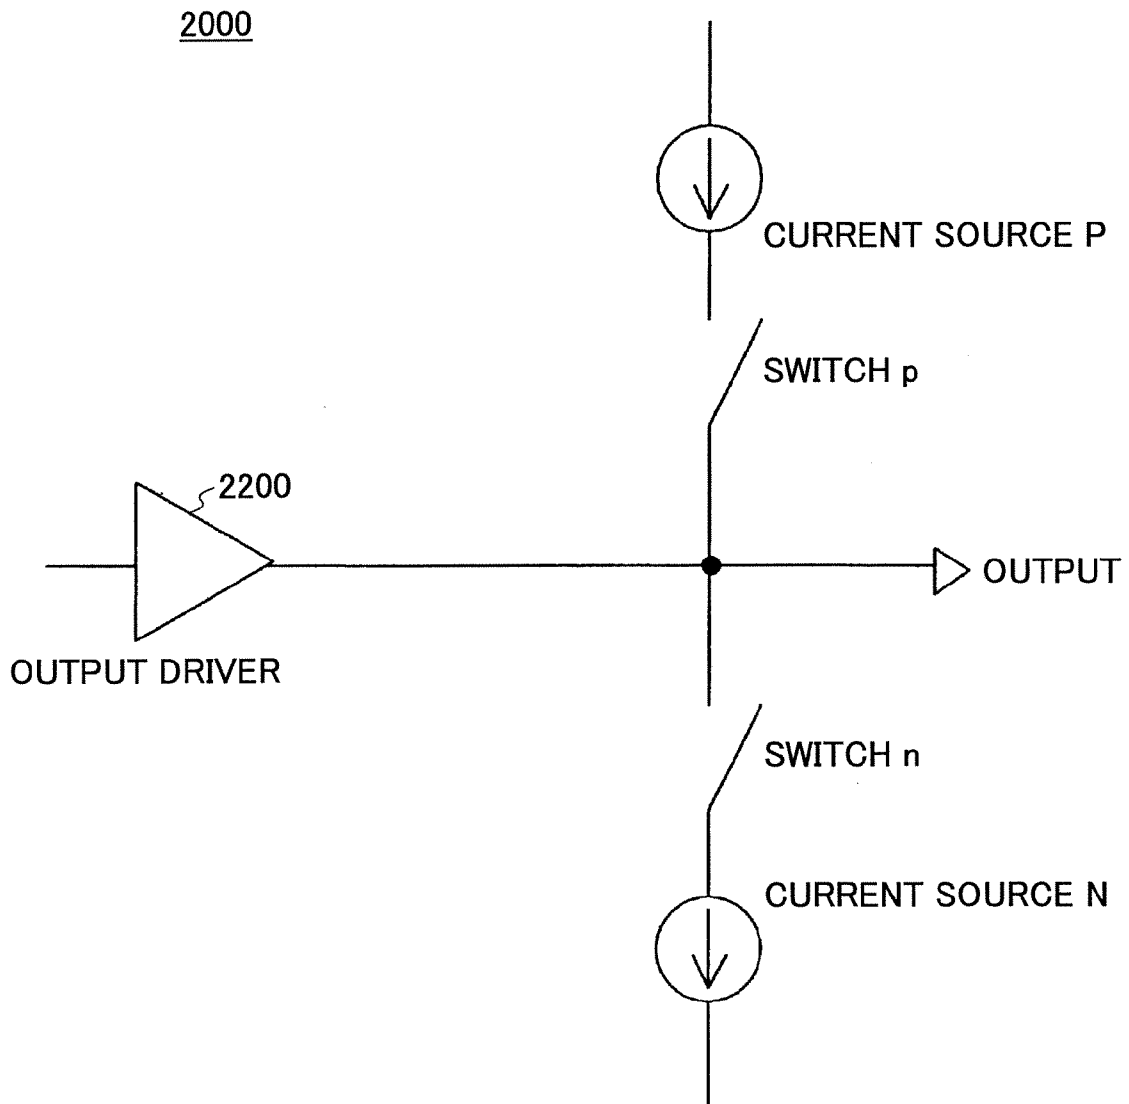 2000
CURRENT SOURCE P
SWITCH p
2200
OUTPUT
OUTPUT DRIVER
SWITCH n
CURRENT SOURCE N